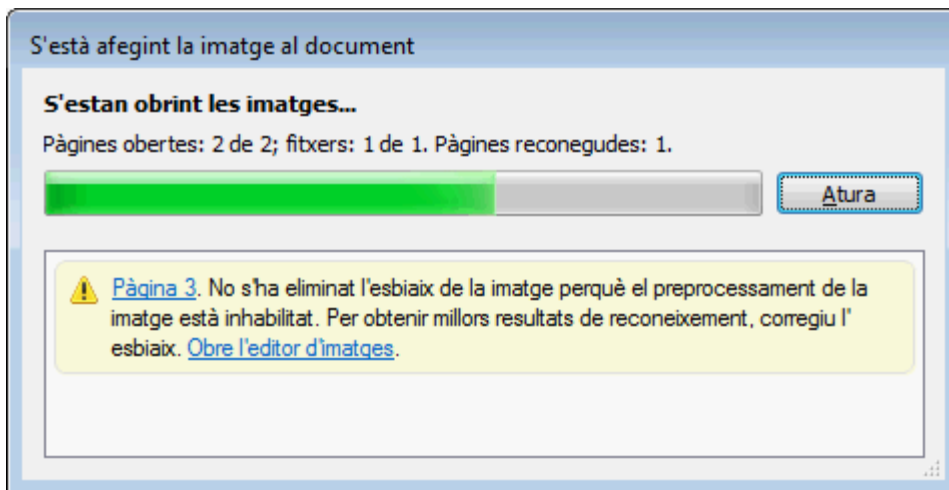 S'està afegint la imatge al document
S'estan obrint les imatges...
Pàgines obertes: 2 de 2; fitxers: 1 de 1. Pàgines reconegudes: 1.
Atura
Pàgina 3. No s'ha eliminat l'esbiaix de la imatge perquè el preprocessament de la
imatge està inhabilitat. Per obtenir millors resultats de reconeixement, corregiu l'
esbiaix. Obre l'editor d'imatges.